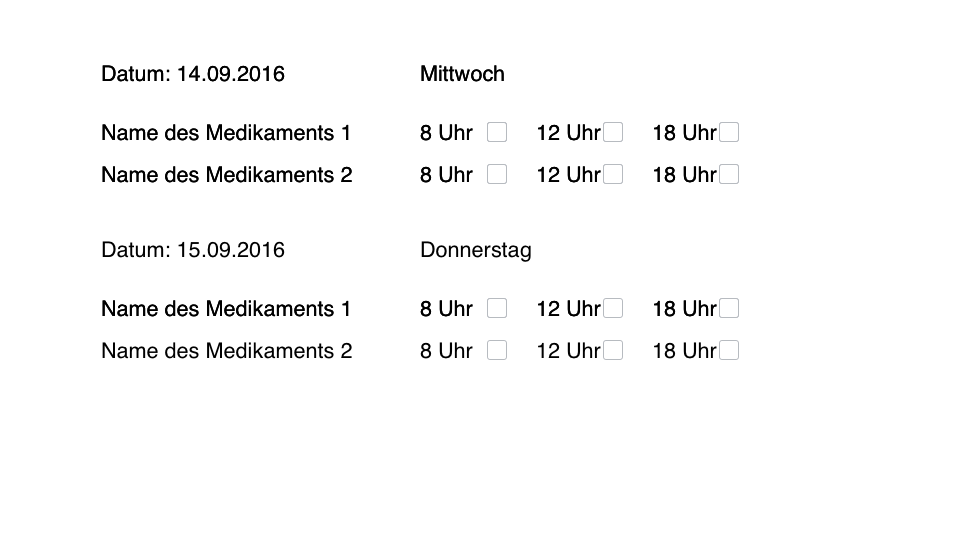 Datum: 14.09.2016 Mittwoch
Name des Medikaments 1 8 Uhr 12 Uhr 18 Uhr
Name des Medikaments 2 8 Uhr 12 Uhr 18 Uhr
Datum: 15.09.2016 Donnerstag
Name des Medikaments 1 8 Uhr 12 Uhr 18 Uhr
Name des Medikaments 2 8 Uhr 12 Uhr 18 Uhr